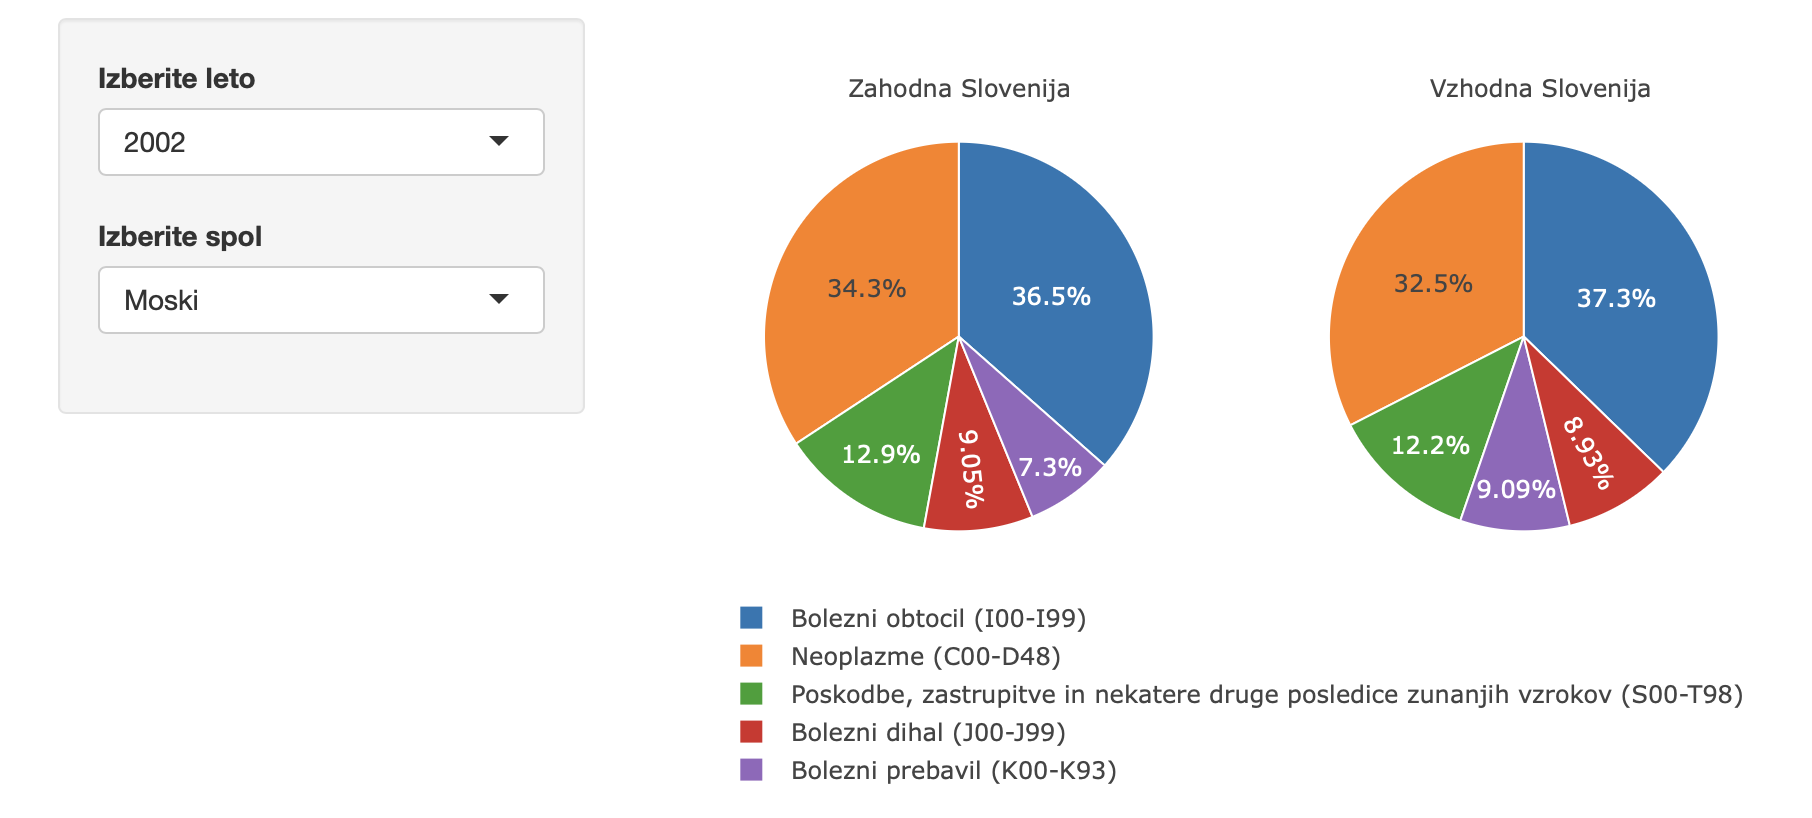 Izberite leto
2002
Izberite spol
Moski
Zahodna Slovenija
34.3%
36.5%
12.9%
9.05%
7.3%
Vzhodna Slovenija
32.5%
37.3%
12.2%
9.09%
8.93%
Bolezni obtocil (I00-I99)
Neoplazme (C00-D48)
Poskodbe, zastrupitve in nekatere druge posledice zunanjih vzrokov (S00-T98)
Bolezni dihal (J00-J99)
Bolezni prebavil (K00-K93)